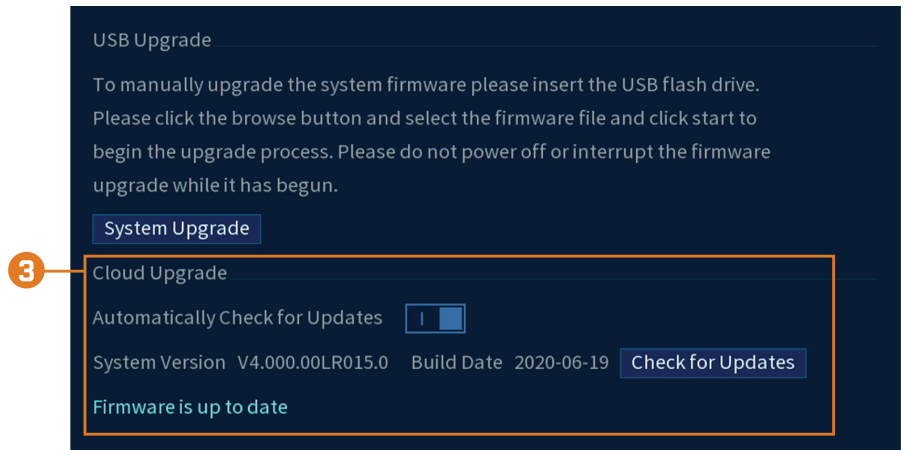 USB Upgrade
To manually upgrade the system firmware please insert the USB flash drive.
Please click the browse button and select the firmware file and click start to
begin the upgrade process. Please do not power off or interrupt the firmware
upgrade while it has begun.
System Upgrade
3
Cloud Upgrade
Automatically Check for Updates
System Version V4.000.00LR015.0 Build Date 2020-06-19 Check for Updates
Firmware is up to date